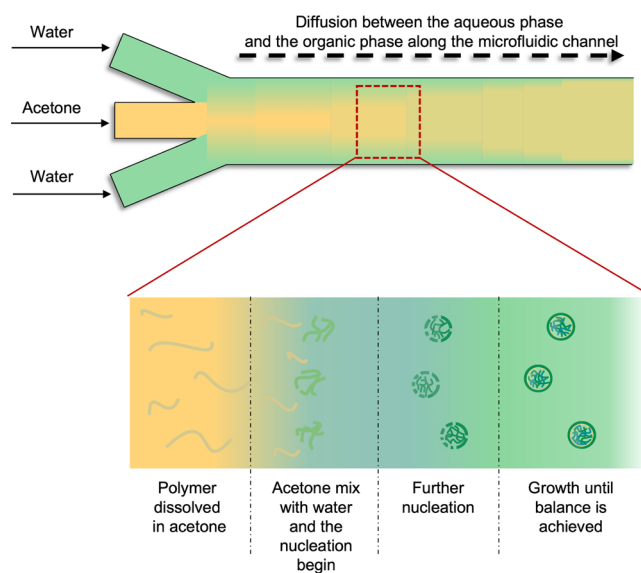 Diffusion between the aqueous phase
and the organic phase along the microfluidic channel
Water
Acetone
Water
Polymer
dissolved
in acetone
Acetone mix
with water
and the
nucleation
begin
Further
nucleation
Growth until
balance is
achieved